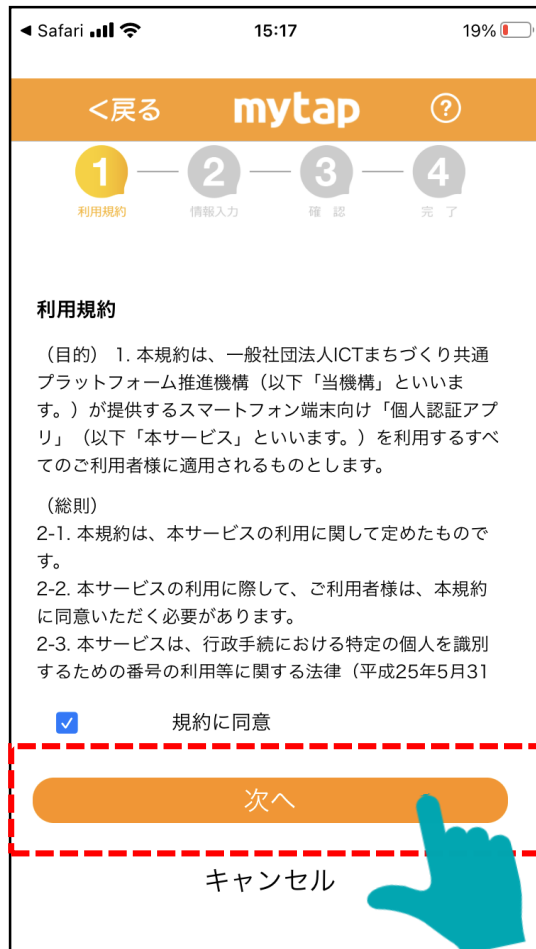 ◀ Safari 15:17 19%
<戻る mytap ?
1 2 3 4
利用規約 情報入力 確 認 完 了
利用規約
（目的） 1. 本規約は、一般社団法人ICTまちづくり共通
プラットフォーム推進機構（以下「当機構」といいま
す。）が提供するスマートフォン端末向け「個人認証アプ
リ」（以下「本サービス」といいます。）を利用するすべ
てのご利用者様に適用されるものとします。
（総則）
2-1. 本規約は、本サービスの利用に関して定めたもので
す。
2-2. 本サービスの利用に際して、ご利用者様は、本規約
に同意いただく必要があります。
2-3. 本サービスは、行政手続における特定の個人を識別
するための番号の利用等に関する法律（平成25年5月31
規約に同意
次へ
キャンセル